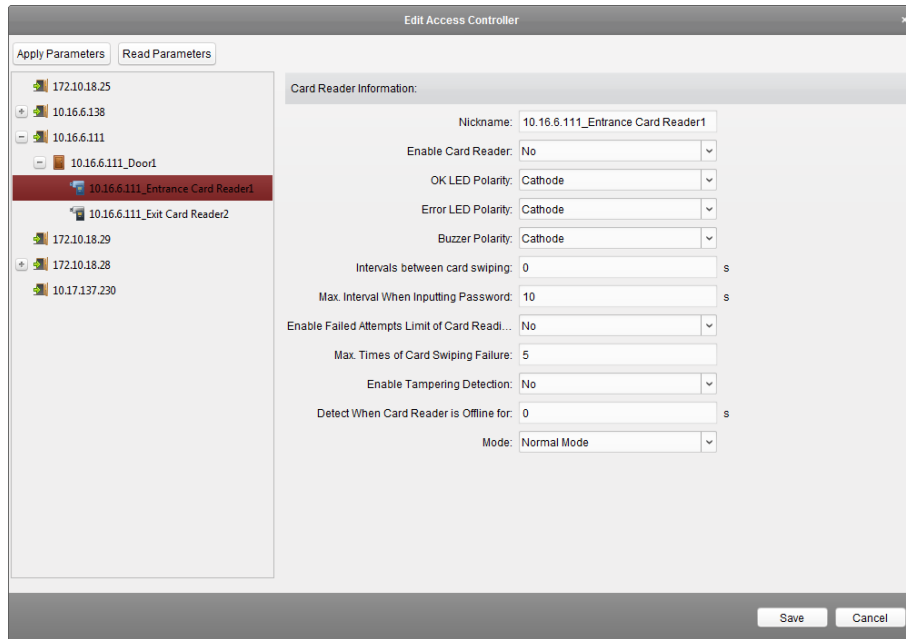 Edit Access Controller
Apply Parameters Read Parameters
172.10.18.25
10.16.6.138
10.16.6.111
10.16.6.111_Door1
10.16.6.111_Entrance Card Reader1
10.16.6.111_Exit Card Reader2
172.10.18.29
172.10.18.28
10.17.137.230
Card Reader Information:
Nickname: 10.16.6.111_Entrance Card Reader1
Enable Card Reader: No
OK LED Polarity: Cathode
Error LED Polarity: Cathode
Buzzer Polarity: Cathode
Intervals between card swiping: 0 s
Max. Interval When Inputting Password: 10 s
Enable Failed Attempts Limit of Card Readi... No
Max. Times of Card Swiping Failure: 5
Enable Tampering Detection: No
Detect When Card Reader is Offline for: 0 s
Mode: Normal Mode
Save Cancel